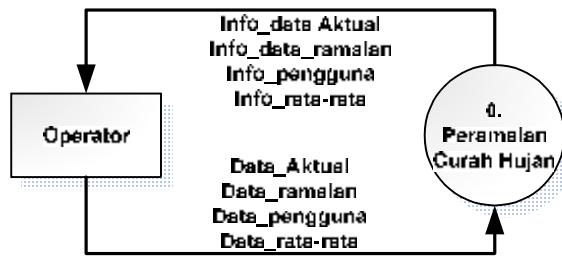 Info_data Aktual
Info_data_ramalan
Info_pengguna
Info_rata-rata
Operator
0.
Peramalan
Curah Hujan
Data_Aktual
Data_ramalan
Data_pengguna
Data_rata-rata